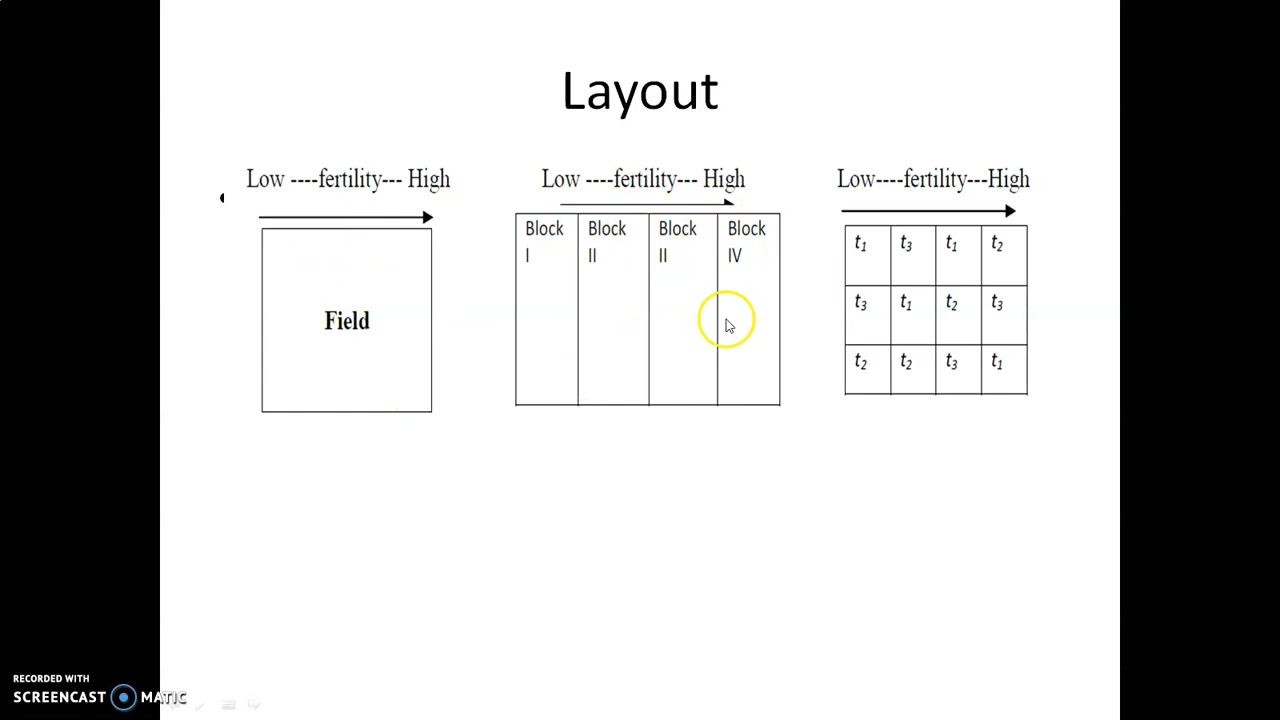 Layout
Low ----fertility--- High
Field
Low ----fertility--- High
Block I
Block II
Block II
Block IV
Low----fertility---High
t₁ t₃ t₁ t₂
t₃ t₁ t₂ t₃
t₂ t₂ t₃ t₁
RECORDED WITH
SCREENCAST MATIC